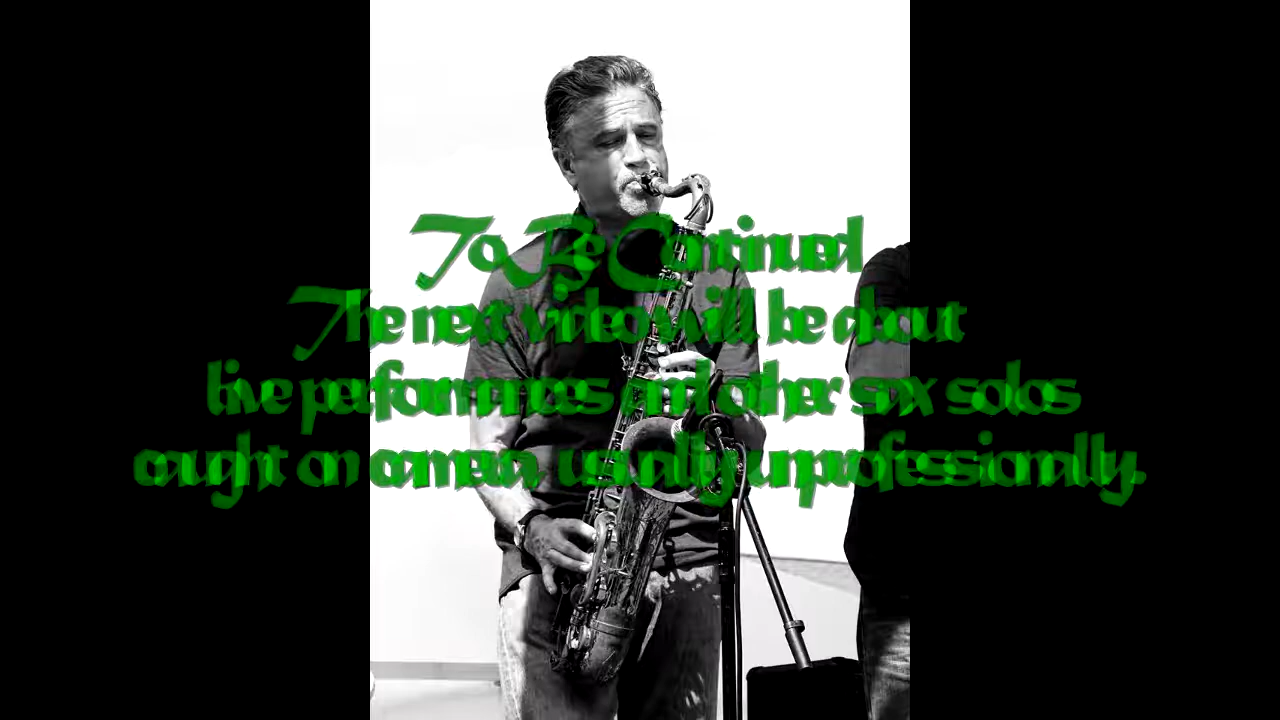 To Be Continued
The next video will be about
live performances and other sax solos
caught on camera, usually unprofessionally.